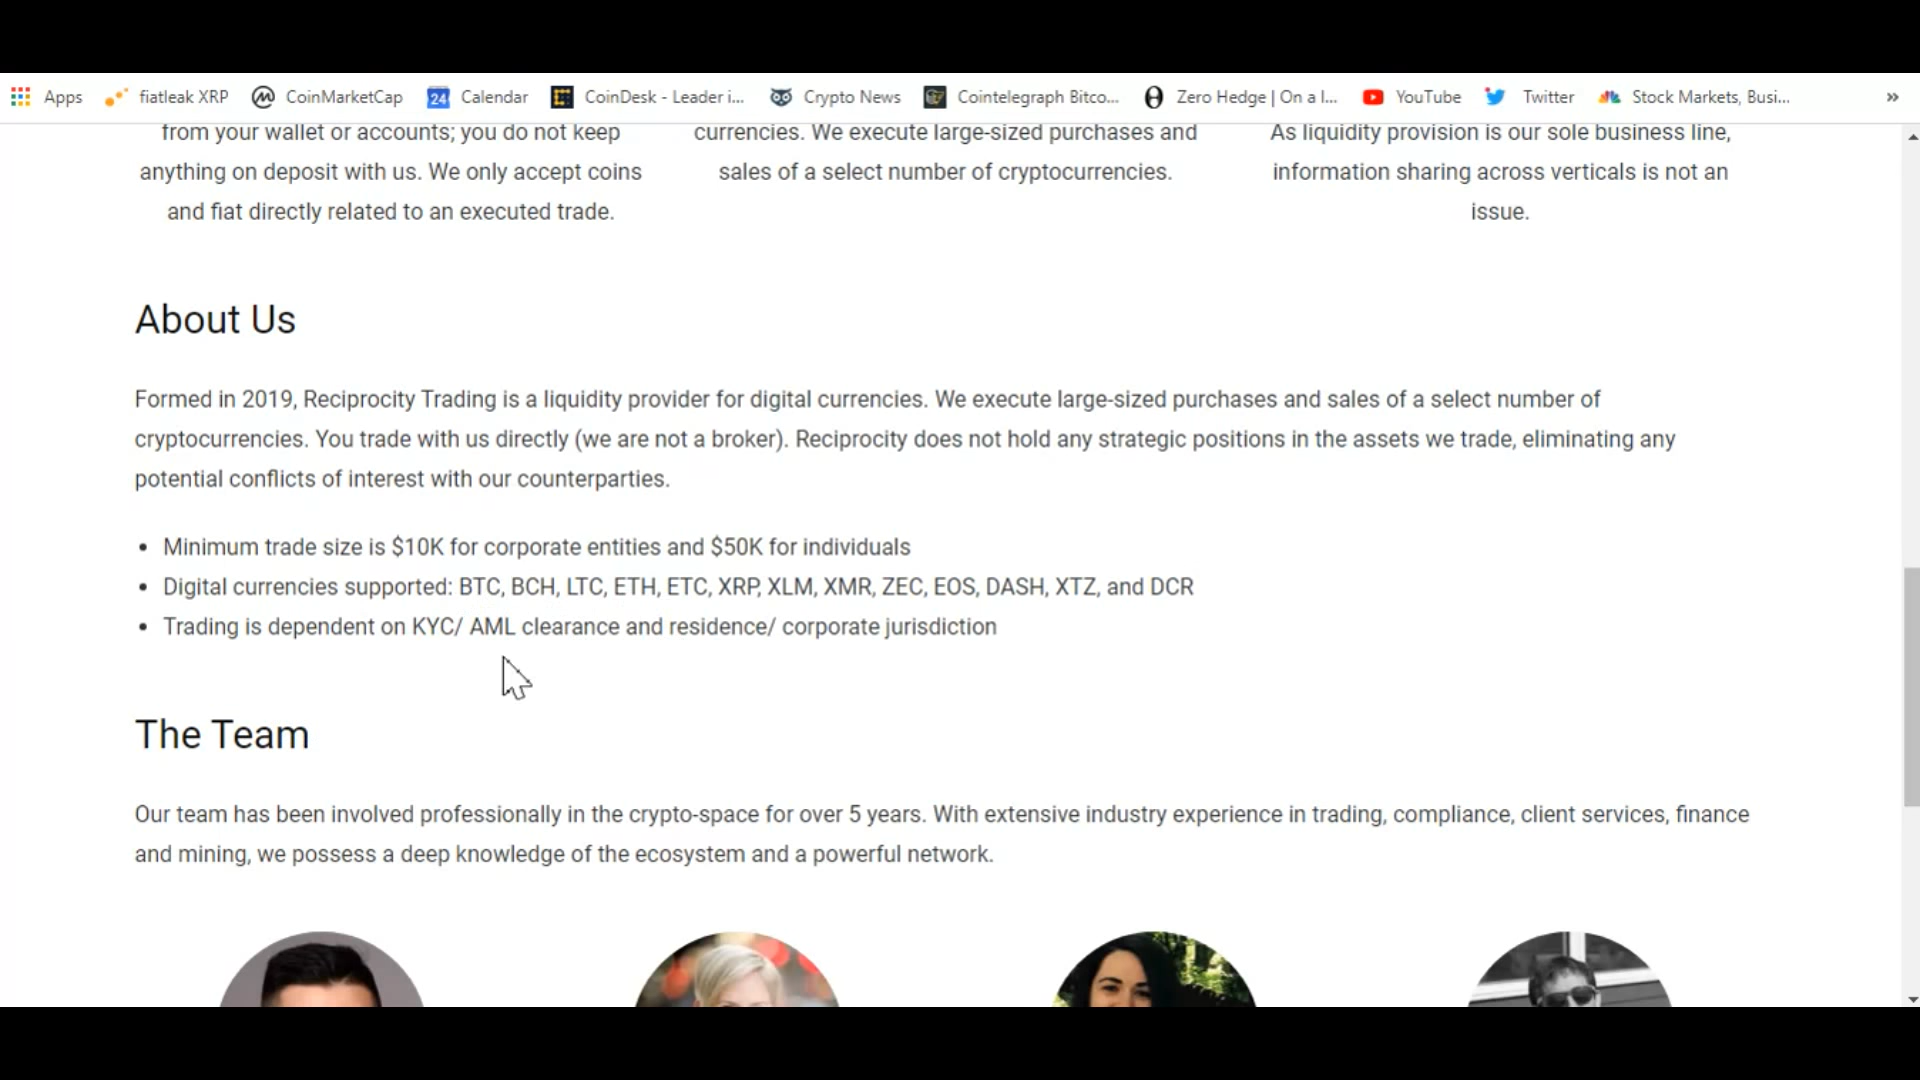 Apps fiatleak XRP CoinMarketCap 24 Calendar CoinDesk - Leader i... Crypto News Cointelegraph Bitco... Zero Hedge | On a l... YouTube Twitter Stock Markets, Busi... »
from your wallet or accounts; you do not keep
anything on deposit with us. We only accept coins
and fiat directly related to an executed trade.
currencies. We execute large-sized purchases and
sales of a select number of cryptocurrencies.
As liquidity provision is our sole business line,
information sharing across verticals is not an
issue.
About Us
Formed in 2019, Reciprocity Trading is a liquidity provider for digital currencies. We execute large-sized purchases and sales of a select number of
cryptocurrencies. You trade with us directly (we are not a broker). Reciprocity does not hold any strategic positions in the assets we trade, eliminating any
potential conflicts of interest with our counterparties.
• Minimum trade size is $10K for corporate entities and $50K for individuals
• Digital currencies supported: BTC, BCH, LTC, ETH, ETC, XRP, XLM, XMR, ZEC, EOS, DASH, XTZ, and DCR
• Trading is dependent on KYC/ AML clearance and residence/ corporate jurisdiction
The Team
Our team has been involved professionally in the crypto-space for over 5 years. With extensive industry experience in trading, compliance, client services, finance
and mining, we possess a deep knowledge of the ecosystem and a powerful network.